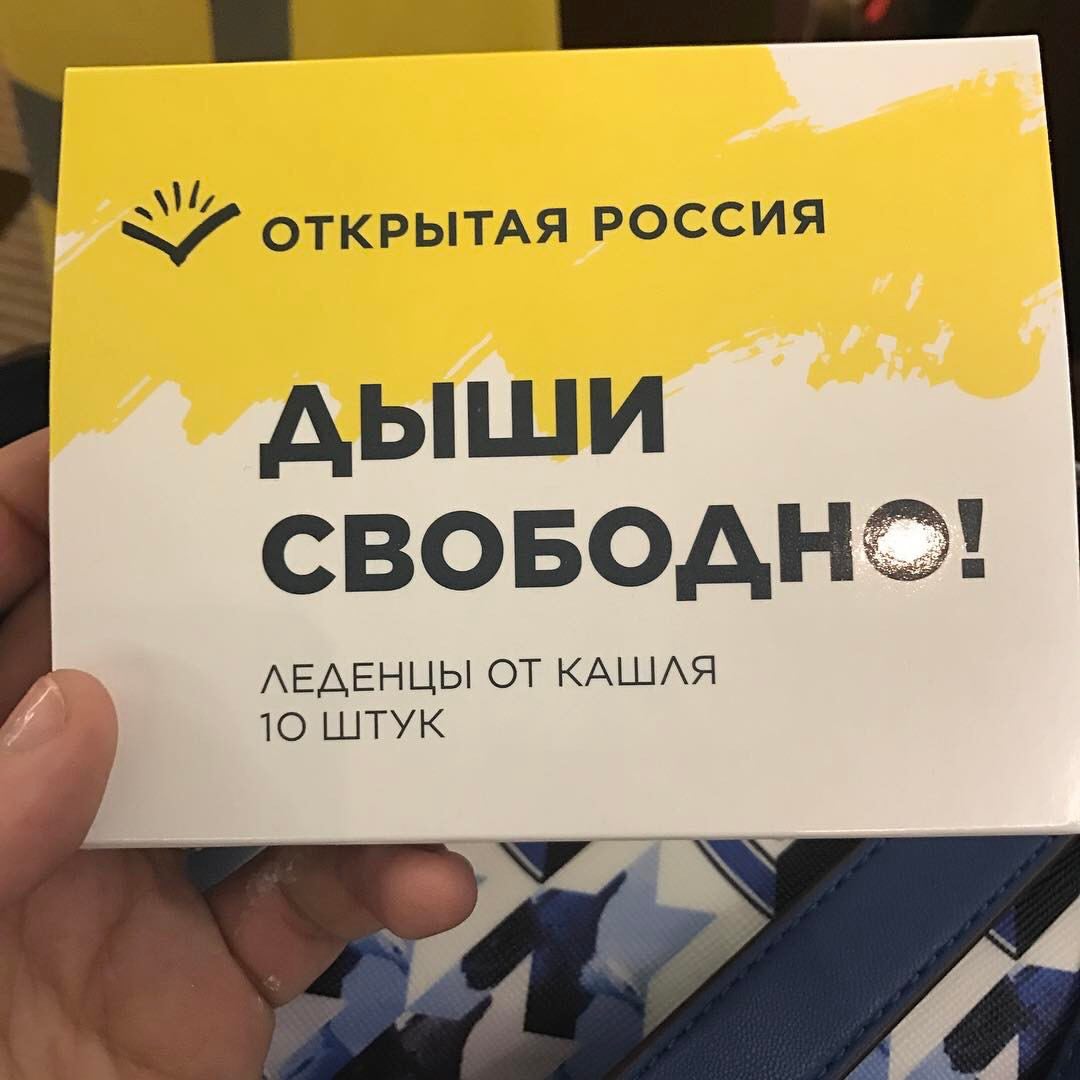 ОТКРЫТАЯ РОССИЯ
ДЫШИ
СВОБОДНО!
ЛЕДЕНЦЫ ОТ КАШЛЯ
10 ШТУК